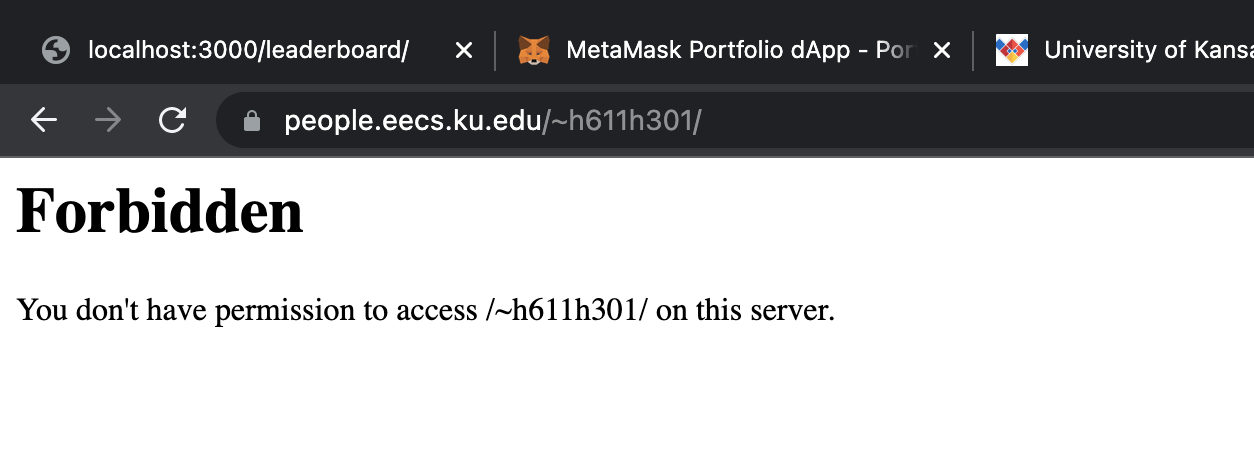 localhost:3000/leaderboard/ MetaMask Portfolio dApp - Por University of Kansa
people.eecs.ku.edu/~h611h301/
Forbidden
You don't have permission to access /~h611h301/ on this server.